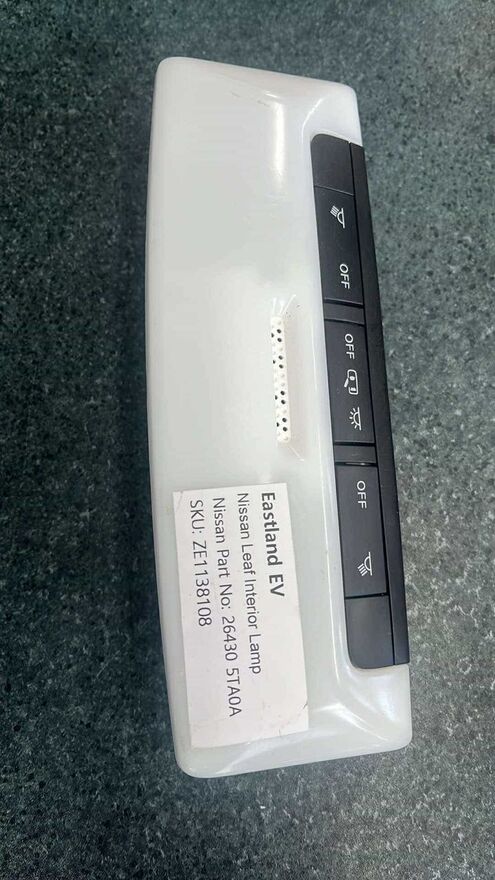 OFF
OFF
OFF
Eastland EV
Nissan Leaf Interior Lamp
Nissan Part No: 26430 5TA0A
SKU: ZE1138108